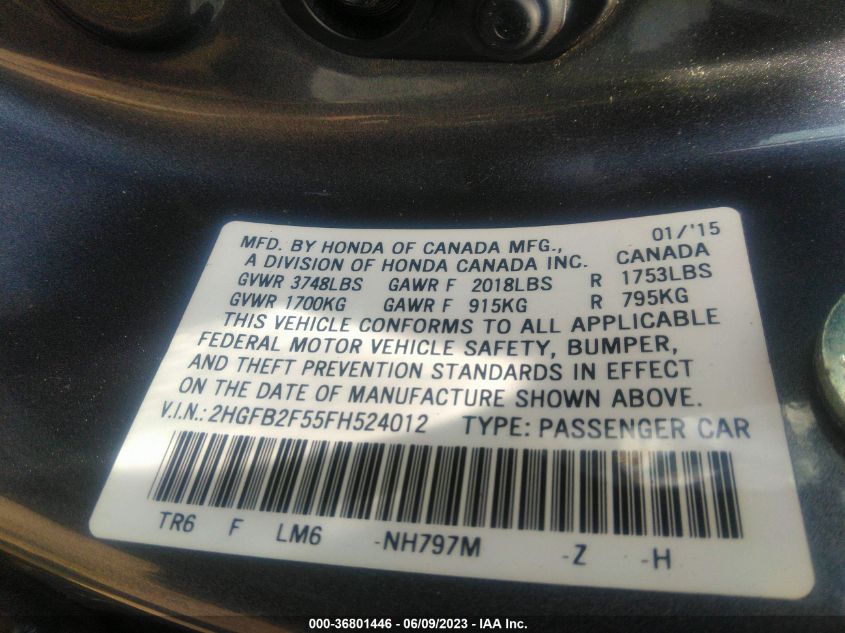 01/'15
MFD. BY HONDA OF CANADA MFG.,
A DIVISION OF HONDA CANADA INC. CANADA
GVWR 3748LBS GAWR F 2018LBS R 1753LBS
GVWR 1700KG GAWR F 915KG R 795KG
THIS VEHICLE CONFORMS TO ALL APPLICABLE
FEDERAL MOTOR VEHICLE SAFETY, BUMPER,
AND THEFT PREVENTION STANDARDS IN EFFECT
ON THE DATE OF MANUFACTURE SHOWN ABOVE.
V.I.N.: 2HGFB2F55FH524012 TYPE: PASSENGER CAR
TR6 F LM6 -NH797M -Z -H
000-36801446 - 06/09/2023 - IAA Inc.